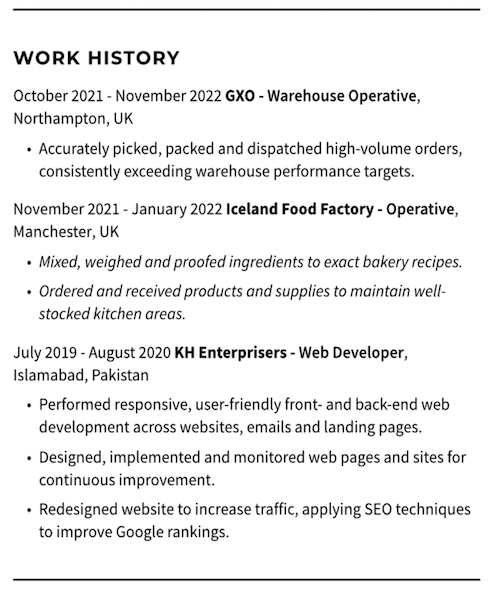 WORK HISTORY
October 2021 - November 2022 GXO - Warehouse Operative,
Northampton, UK
• Accurately picked, packed and dispatched high-volume orders,
consistently exceeding warehouse performance targets.
November 2021 - January 2022 Iceland Food Factory - Operative,
Manchester, UK
• Mixed, weighed and proofed ingredients to exact bakery recipes.
• Ordered and received products and supplies to maintain well-
stocked kitchen areas.
July 2019 - August 2020 KH Enterprisers - Web Developer,
Islamabad, Pakistan
• Performed responsive, user-friendly front- and back-end web
development across websites, emails and landing pages.
• Designed, implemented and monitored web pages and sites for
continuous improvement.
• Redesigned website to increase traffic, applying SEO techniques
to improve Google rankings.